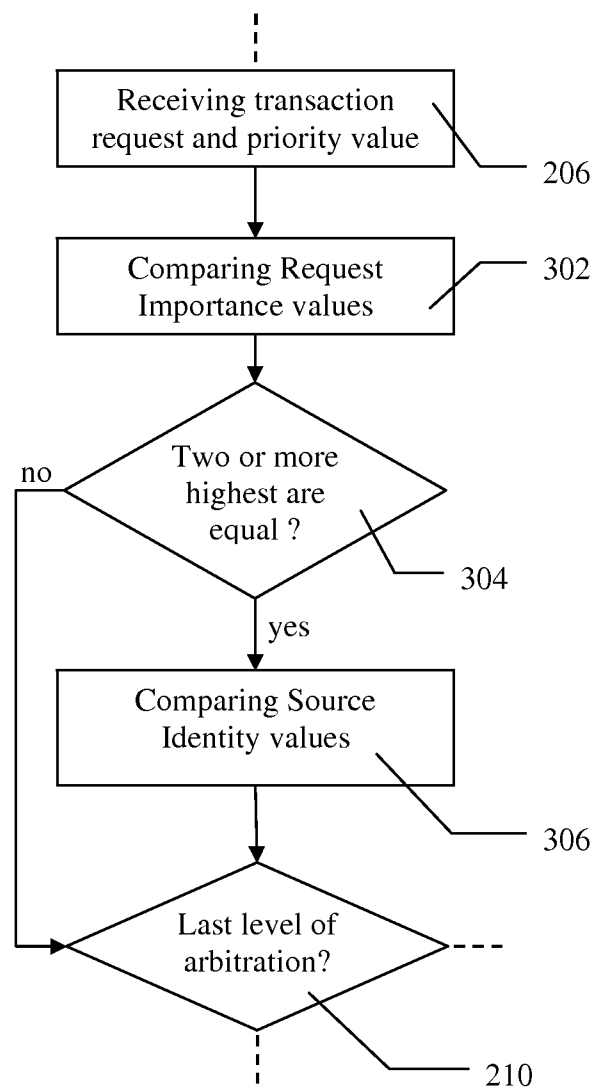 Receiving transaction
request and priority value
206
Comparing Request
Importance values
302
Two or more
highest are
equal ?
no
304
yes
Comparing Source
Identity values
306
Last level of
arbitration?
210